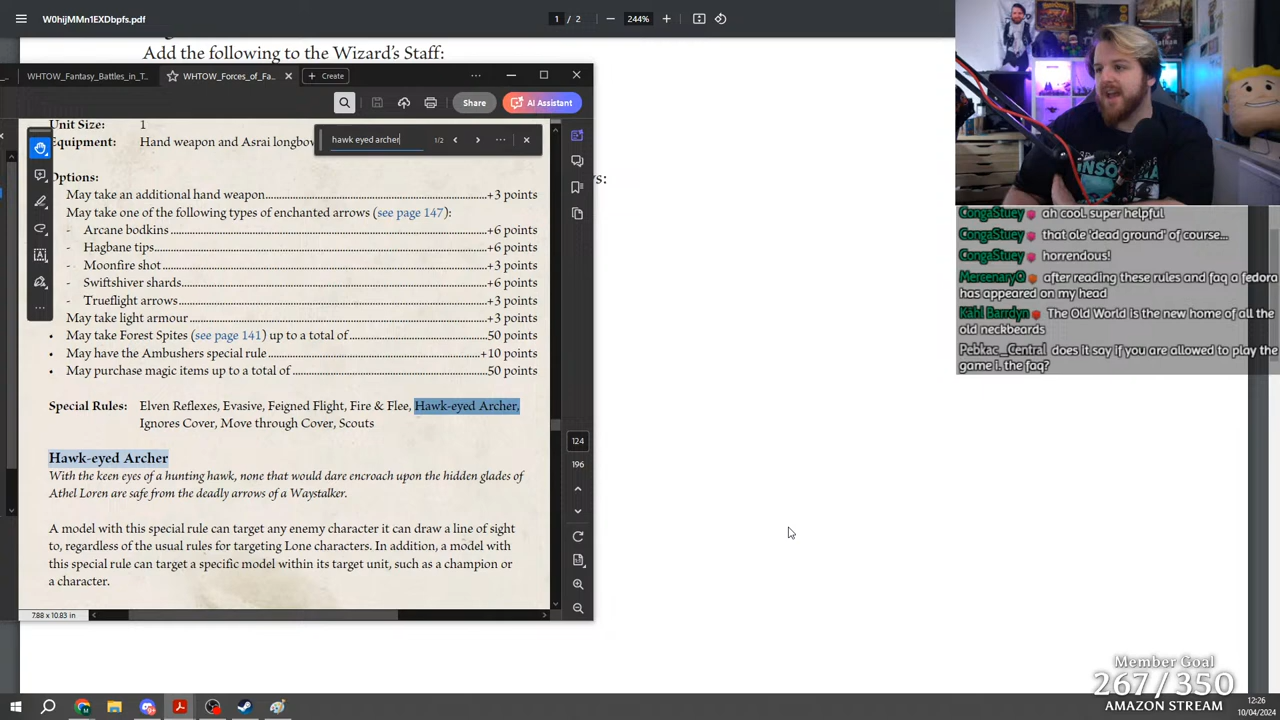 W0hijMMn1EXDbpfs.pdf
1 / 2
244%
Add the following to the Wizard's Staff:
WHTOW_Fantasy_Battles_in_T...
WHTOW_Forces_of_Fa...
Create
Share
AI Assistant
hawk eyed archer
1/2
Unit Size: 1
Equipment: Hand weapon and Asrai longbow
Options:
May take an additional hand weapon +3 points
May take one of the following types of enchanted arrows (see page 147):
- Arcane bodkins +6 points
- Hagbane tips +6 points
- Moonfire shot +3 points
- Swiftshiver shards +6 points
- Trueflight arrows +3 points
May take light armour +3 points
• May take Forest Spites (see page 141) up to a total of 50 points
• May have the Ambushers special rule +10 points
• May purchase magic items up to a total of 50 points
Special Rules: Elven Reflexes, Evasive, Feigned Flight, Fire & Flee, Hawk-eyed Archer,
Ignores Cover, Move through Cover, Scouts
Hawk-eyed Archer
With the keen eyes of a hunting hawk, none that would dare encroach upon the hidden glades of
Athel Loren are safe from the deadly arrows of a Waystalker.
A model with this special rule can target any enemy character it can draw a line of sight
to, regardless of the usual rules for targeting Lone characters. In addition, a model with
this special rule can target a specific model within its target unit, such as a champion or
a character.
7.88 x 10.83 in
124
196
CongaStuey ah cool. super helpful
CongaStuey that ole 'dead ground' of course...
CongaStuey horrendous!
MercenaryQ after reading these rules and faq a fedora
has appeared on my head
Kahl Barrdyn The Old World is the new home of all the
old neckbeards
Pebkac_Central does it say if you are allowed to play the
game i. the faq?
Member Goal
267 / 350
AMAZON STREAM
12:26
10/04/2024